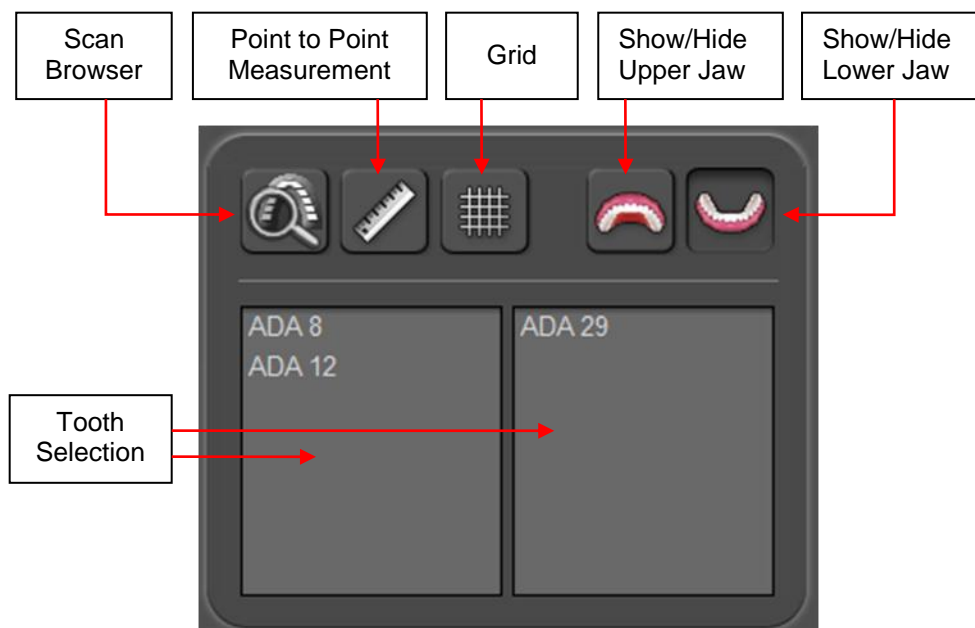 Scan
Browser
Point to Point
Measurement
Grid
Show/Hide
Upper Jaw
Show/Hide
Lower Jaw
ADA 8
ADA 12
ADA 29
Tooth
Selection